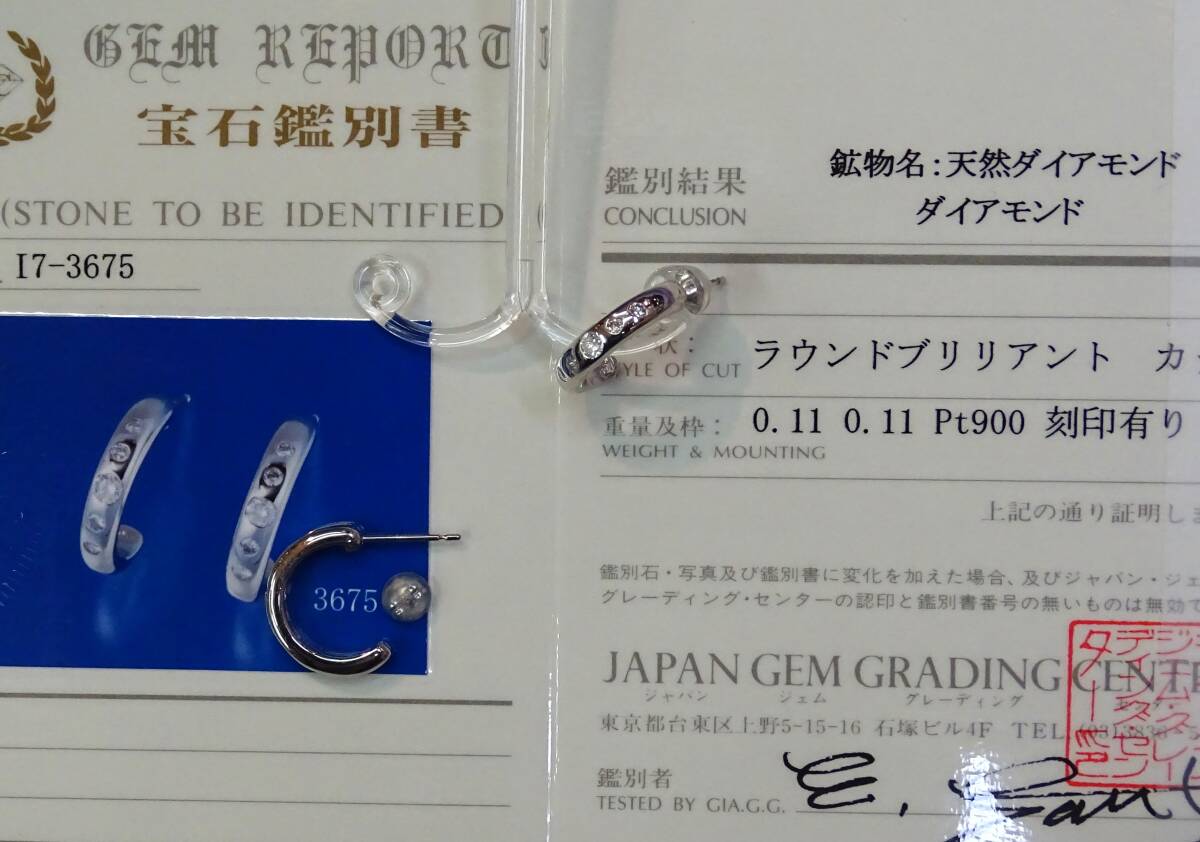 GEM REPORT
宝石鑑別書
(STONE TO BE IDENTIFIED
I7-3675
3675
鑑別結果
CONCLUSION
鉱物名:天然ダイアモンド
ダイアモンド
状:
YLE OF CUT
ラウンドブリリアント カ
重量及枠:
WEIGHT & MOUNTING
0.11 0.11 Pt900 刻印有り
上記の通り証明し
鑑別石・写真及び鑑別書に変化を加えた場合、及びジャパン・ジェ
グレーディング・センターの認印と鑑別書番号の無いものは無効で
JAPAN GEM GRADING CENT
ジャパン ジェム グレーディング
東京都台東区上野5-15-16 石塚ビル4F TEL.(03)3836
鑑別者
TESTED BY GIA.G.G.